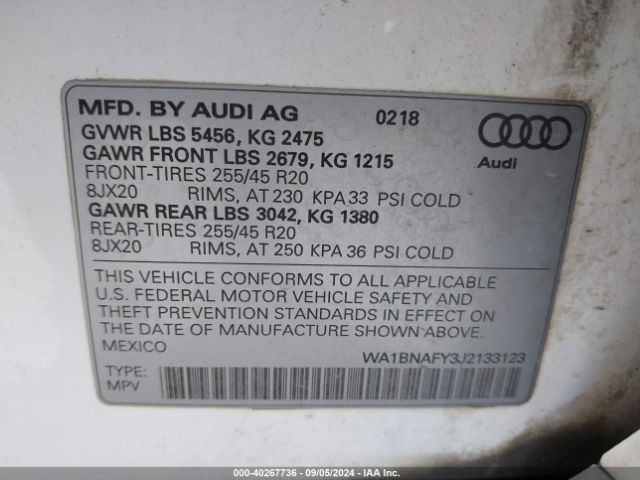 MFD. BY AUDI AG 0218
GVWR LBS 5456, KG 2475
GAWR FRONT LBS 2679, KG 1215
FRONT-TIRES 255/45 R20
8JX20 RIMS, AT 230 KPA 33 PSI COLD
GAWR REAR LBS 3042, KG 1380
REAR-TIRES 255/45 R20
8JX20 RIMS, AT 250 KPA 36 PSI COLD
Audi
THIS VEHICLE CONFORMS TO ALL APPLICABLE
U.S. FEDERAL MOTOR VEHICLE SAFETY AND
THEFT PREVENTION STANDARDS IN EFFECT ON
THE DATE OF MANUFACTURE SHOWN ABOVE.
MEXICO WA1BNAFY3J2133123
TYPE:
MPV
000-40267736 - 09/05/2024 - IAA Inc.